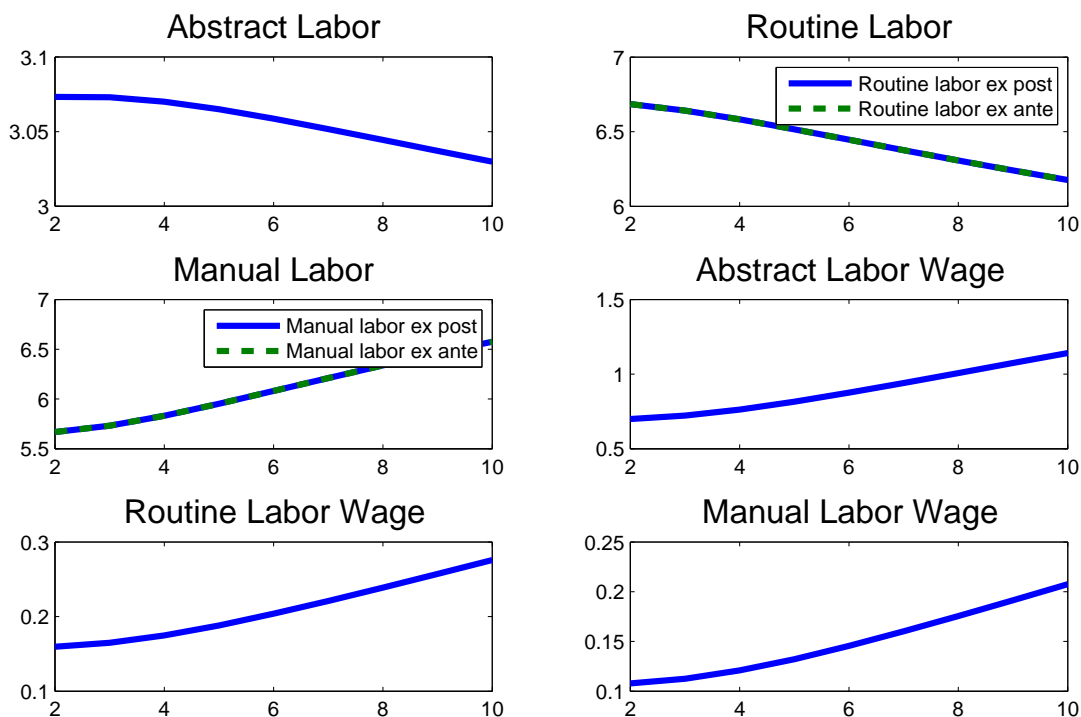 Abstract Labor
3.1
3.05
3
2 4 6 8 10
Routine Labor
7
6.5
6
Routine labor ex post
Routine labor ex ante
2 4 6 8 10
Manual Labor
7
6.5
6
5.5
Manual labor ex post
Manual labor ex ante
2 4 6 8 10
Abstract Labor Wage
1.5
1
0.5
2 4 6 8 10
Routine Labor Wage
0.3
0.2
0.1
2 4 6 8 10
Manual Labor Wage
0.25
0.2
0.15
0.1
2 4 6 8 10